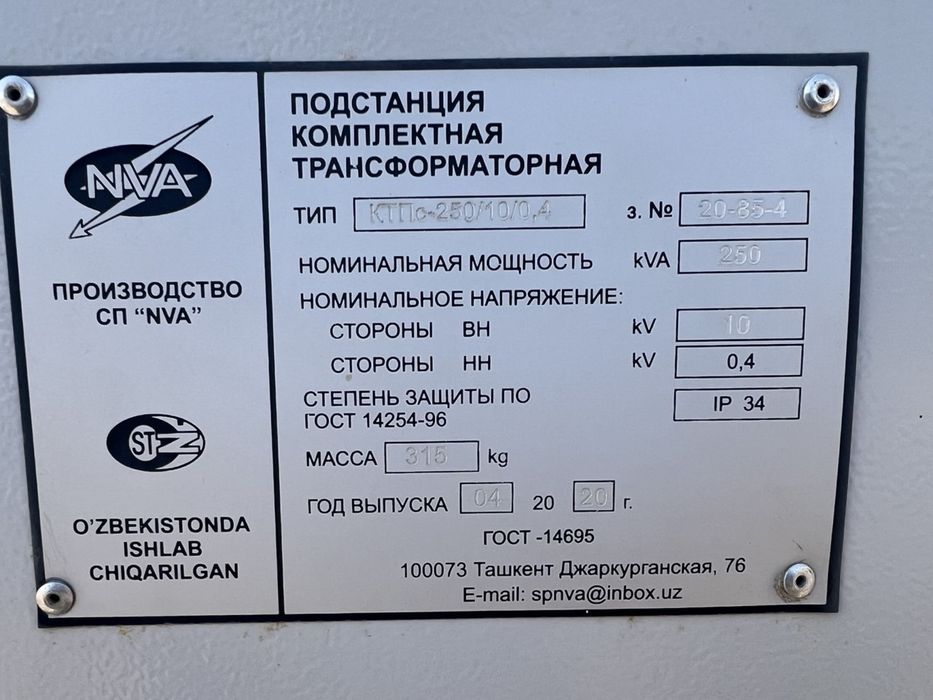 NVA
ПРОИЗВОДСТВО
СП “NVA”
STZ
O’ZBEKISTONDA
ISHLAB
CHIQARILGAN
ПОДСТАНЦИЯ
КОМПЛЕКТНАЯ
ТРАНСФОРМАТОРНАЯ
ТИП КТПс-250/10/0,4 з. № 20-85-4
НОМИНАЛЬНАЯ МОЩНОСТЬ kVA 250
НОМИНАЛЬНОЕ НАПРЯЖЕНИЕ:
СТОРОНЫ ВН kV 10
СТОРОНЫ НН kV 0,4
СТЕПЕНЬ ЗАЩИТЫ ПО
ГОСТ 14254-96 IP 34
МАССА 315 kg
ГОД ВЫПУСКА 04 20 20 г.
ГОСТ -14695
100073 Ташкент Джаркурганская, 76
E-mail: spnva@inbox.uz